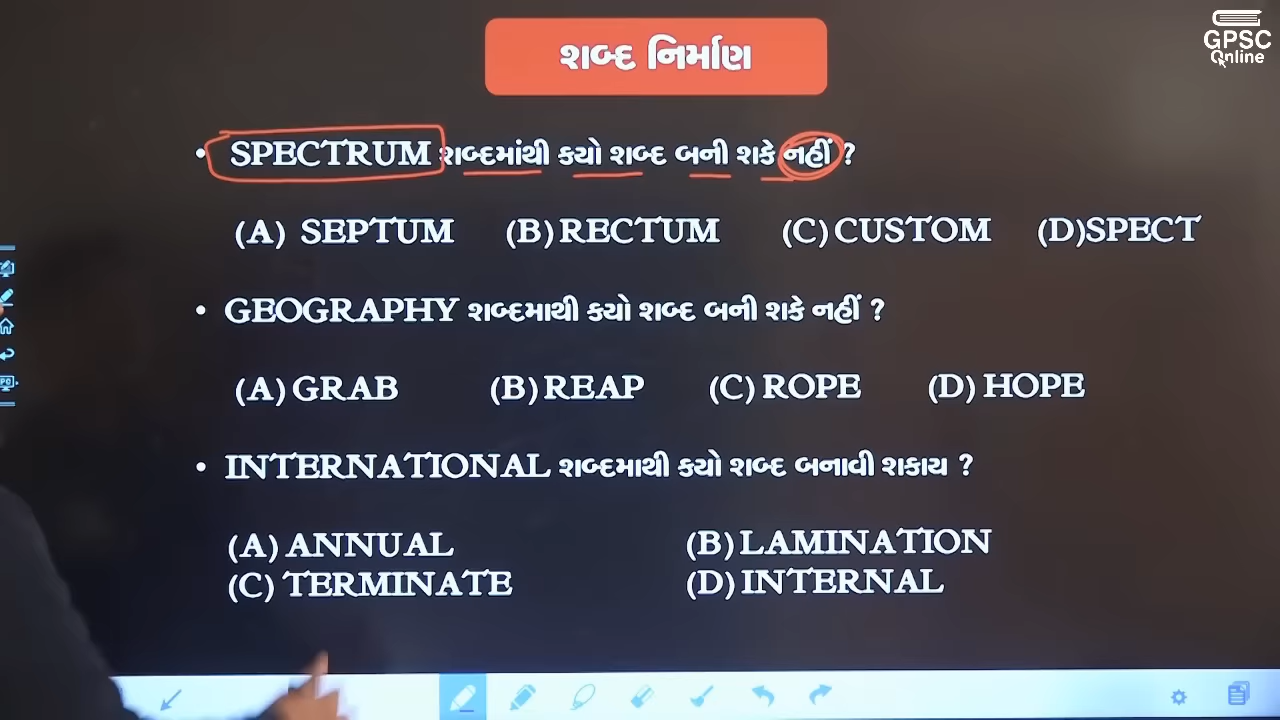 GPSC
Online
શબ્દ નિર્માણ
• SPECTRUM શબ્દમાંથી કયો શબ્દ બની શકે નહીં ?
(A) SEPTUM (B) RECTUM (C) CUSTOM (D)SPECT
• GEOGRAPHY શબ્દમાથી કયો શબ્દ બની શકે નહીં ?
(A) GRAB (B) REAP (C) ROPE (D) HOPE
• INTERNATIONAL શબ્દમાથી કયો શબ્દ બનાવી શકાય ?
(A) ANNUAL (B) LAMINATION
(C) TERMINATE (D) INTERNAL